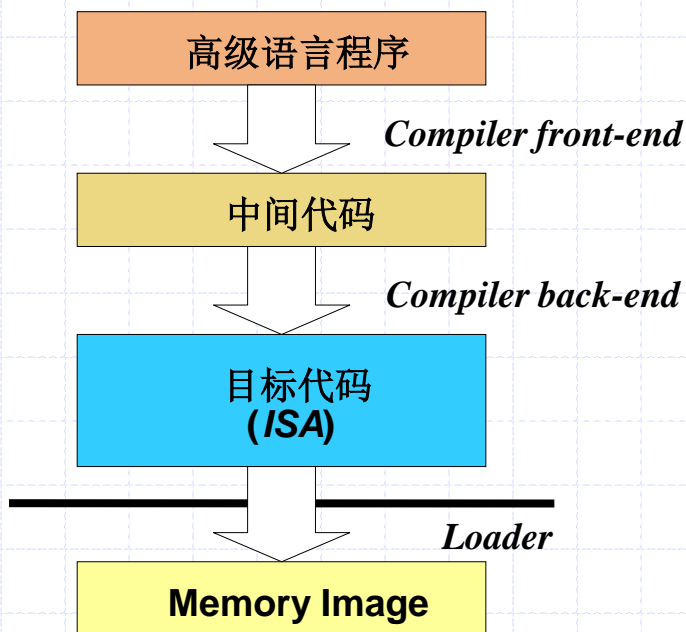 高级语言程序
Compiler front-end
中间代码
Compiler back-end
目标代码
(ISA)
Loader
Memory Image